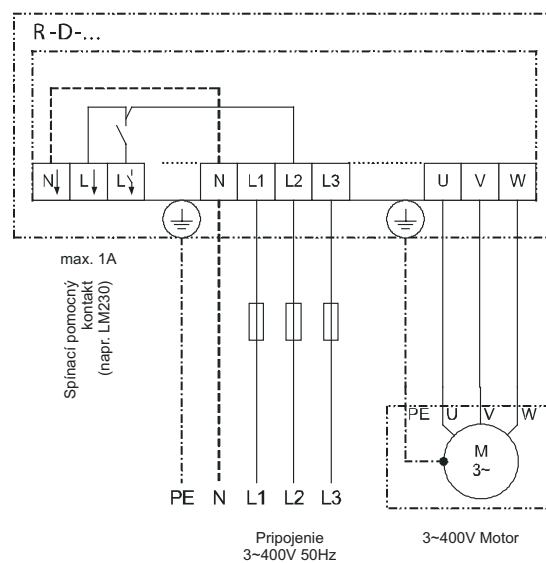 R-D-...
N L L N L1 L2 L3 U V W
max. 1A
Spínací pomocný
kontakt
(napr. LM230)
PE U V W
M
3~
PE N L1 L2 L3
Pripojenie
3~400V 50Hz
3~400V Motor